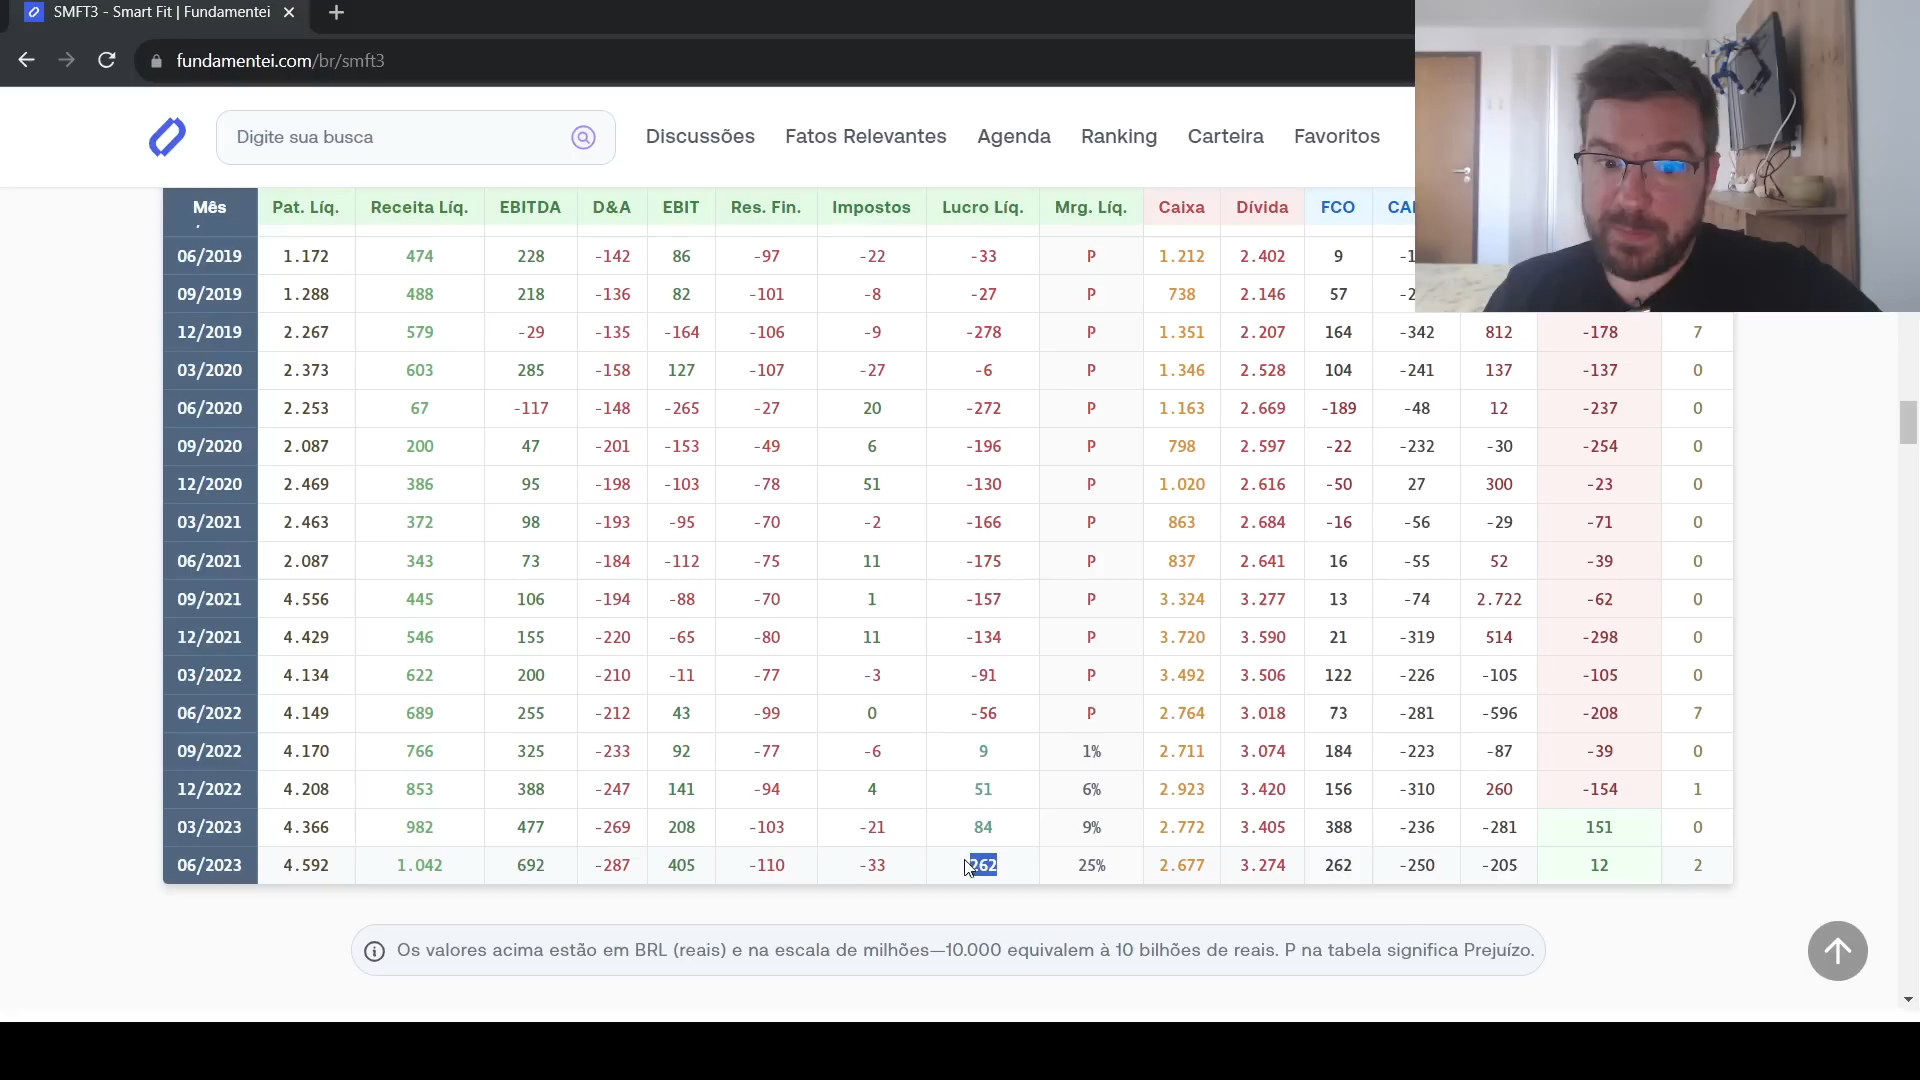 SMFT3 - Smart Fit | Fundamentei
fundamentei.com/br/smft3
Digite sua busca
Discussões Fatos Relevantes Agenda Ranking Carteira Favoritos
Mês Pat. Líq. Receita Líq. EBITDA D&A EBIT Res. Fin. Impostos Lucro Líq. Mrg. Líq. Caixa Dívida FCO
06/2019 1.172 474 228 -142 86 -97 -22 -33 P 1.212 2.402 9
09/2019 1.288 488 218 -136 82 -101 -8 -27 P 738 2.146 57
12/2019 2.267 579 -29 -135 -164 -106 -9 -278 P 1.351 2.207 164 -342 812 -178 7
03/2020 2.373 603 285 -158 127 -107 -27 -6 P 1.346 2.528 104 -241 137 -137 0
06/2020 2.253 67 -117 -148 -265 -27 20 -272 P 1.163 2.669 -189 -48 12 -237 0
09/2020 2.087 200 47 -201 -153 -49 6 -196 P 798 2.597 -22 -232 -30 -254 0
12/2020 2.469 386 95 -198 -103 -78 51 -130 P 1.020 2.616 -50 27 300 -23 0
03/2021 2.463 372 98 -193 -95 -70 -2 -166 P 863 2.684 -16 -56 -29 -71 0
06/2021 2.087 343 73 -184 -112 -75 11 -175 P 837 2.641 16 -55 52 -39 0
09/2021 4.556 445 106 -194 -88 -70 1 -157 P 3.324 3.277 13 -74 2.722 -62 0
12/2021 4.429 546 155 -220 -65 -80 11 -134 P 3.720 3.590 21 -319 514 -298 0
03/2022 4.134 622 200 -210 -11 -77 -3 -91 P 3.492 3.506 122 -226 -105 -105 0
06/2022 4.149 689 255 -212 43 -99 0 -56 P 2.764 3.018 73 -281 -596 -208 7
09/2022 4.170 766 325 -233 92 -77 -6 9 1% 2.711 3.074 184 -223 -87 -39 0
12/2022 4.208 853 388 -247 141 -94 4 51 6% 2.923 3.420 156 -310 260 -154 1
03/2023 4.366 982 477 -269 208 -103 -21 84 9% 2.772 3.405 388 -236 -281 151 0
06/2023 4.592 1.042 692 -287 405 -110 -33 262 25% 2.677 3.274 262 -250 -205 12 2
Os valores acima estão em BRL (reais) e na escala de milhões—10.000 equivalem à 10 bilhões de reais. P na tabela significa Prejuízo.